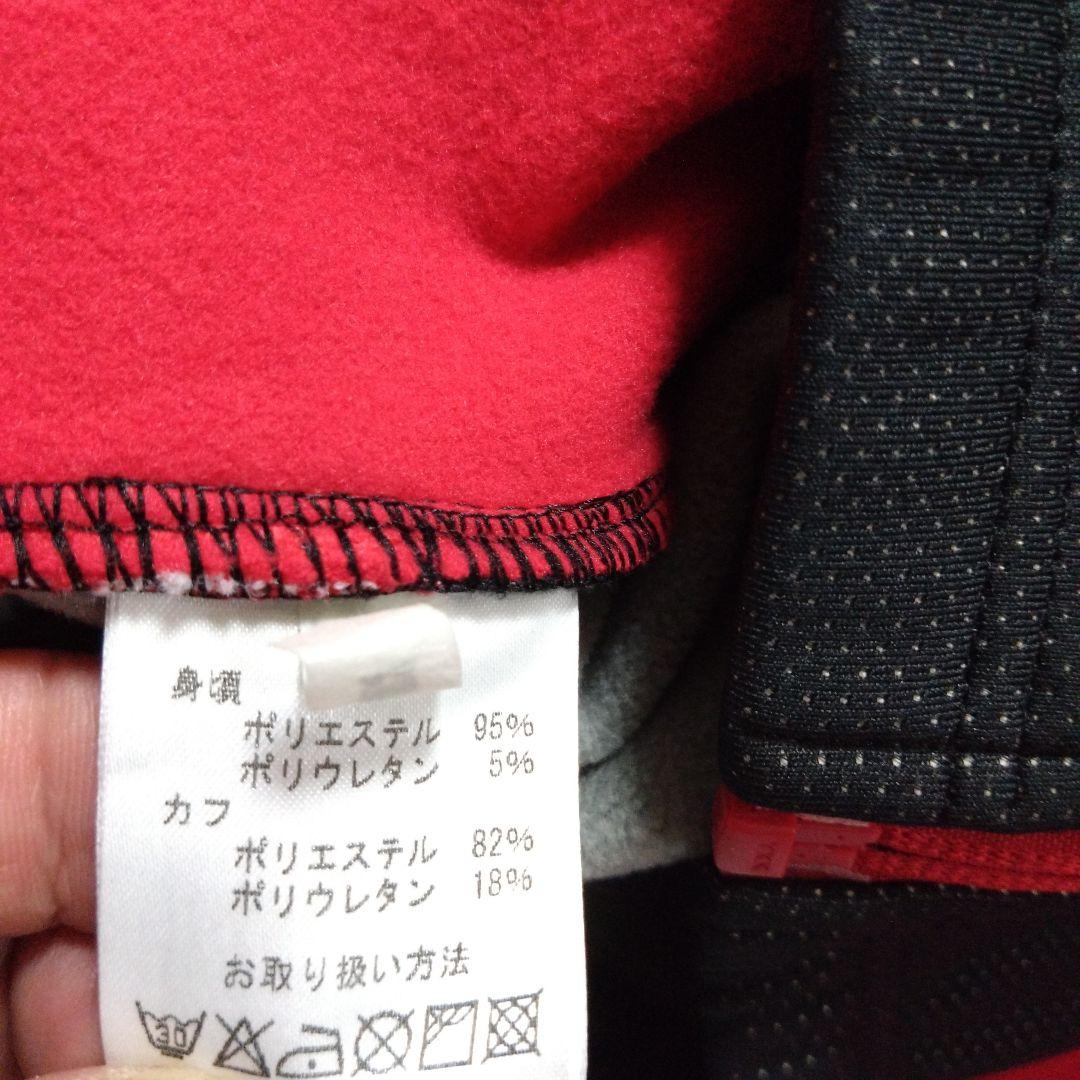 身頃
ポリエステル 95%
ポリウレタン 5%
カフ
ポリエステル 82%
ポリウレタン 18%
お取り扱い方法
30